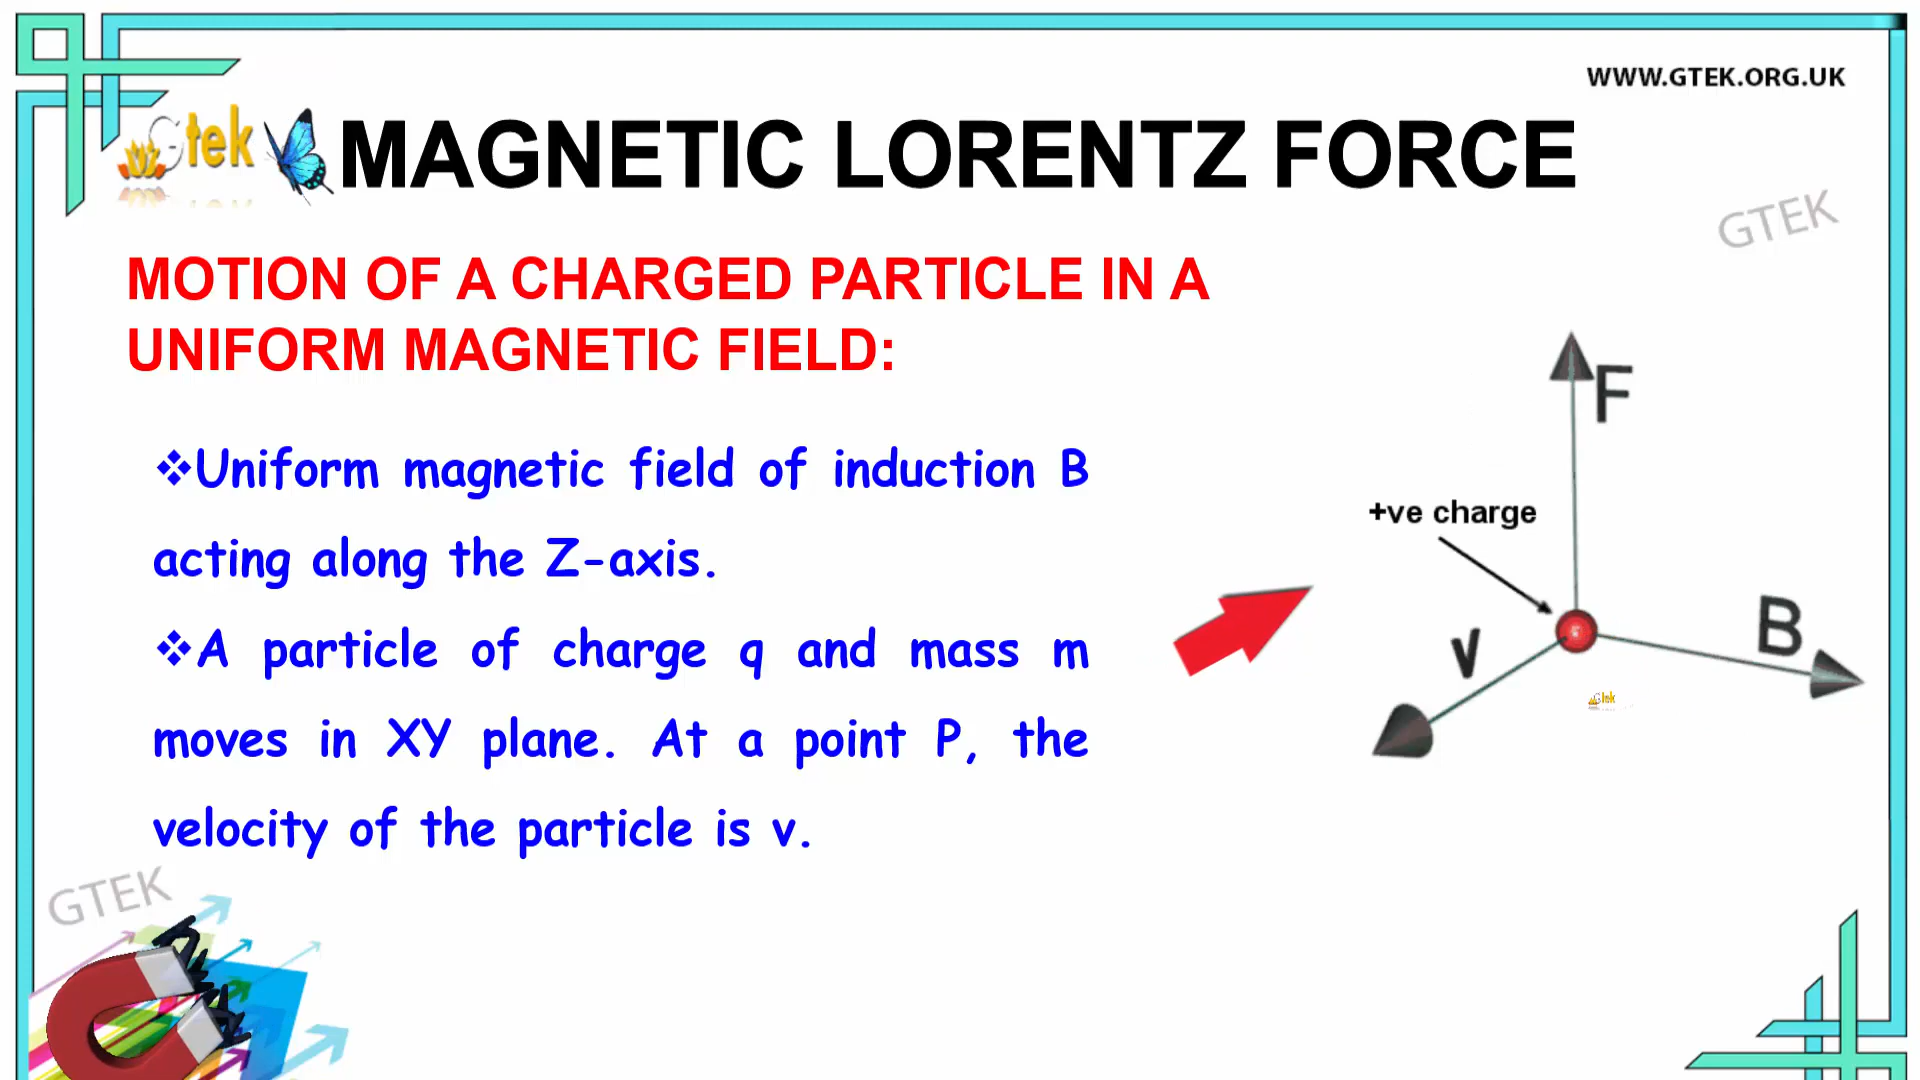 WWW.GTEK.ORG.UK
Gtek
MAGNETIC LORENTZ FORCE
GTEK
MOTION OF A CHARGED PARTICLE IN A
UNIFORM MAGNETIC FIELD:
F
❖Uniform magnetic field of induction B
+ve charge
acting along the Z-axis.
B
v
❖A particle of charge q and mass m
Gtek
moves in XY plane. At a point P, the
velocity of the particle is v.
GTEK